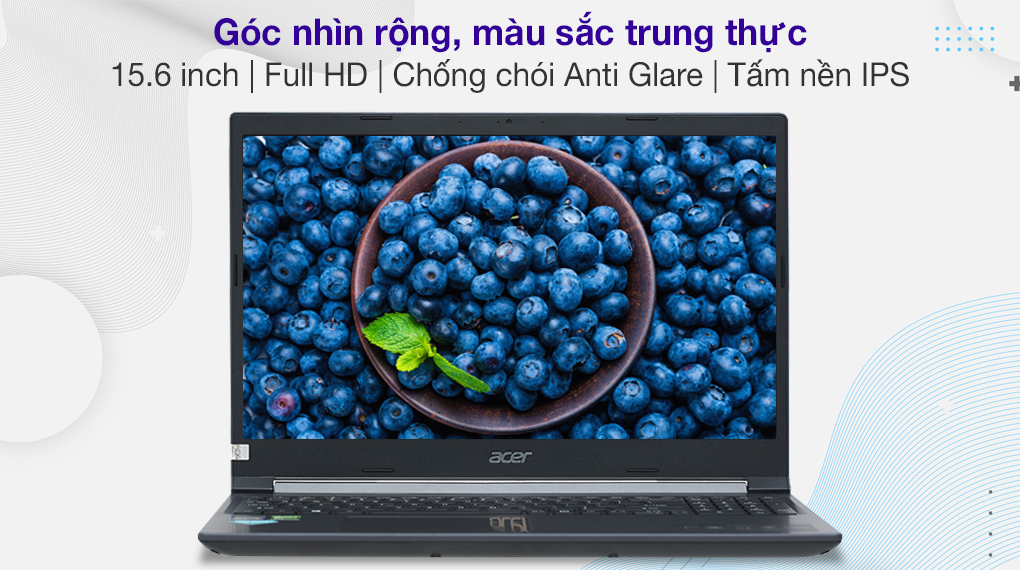 Góc nhìn rộng, màu sắc trung thực
15.6 inch | Full HD | Chống chói Anti Glare | Tấm nền IPS
acer